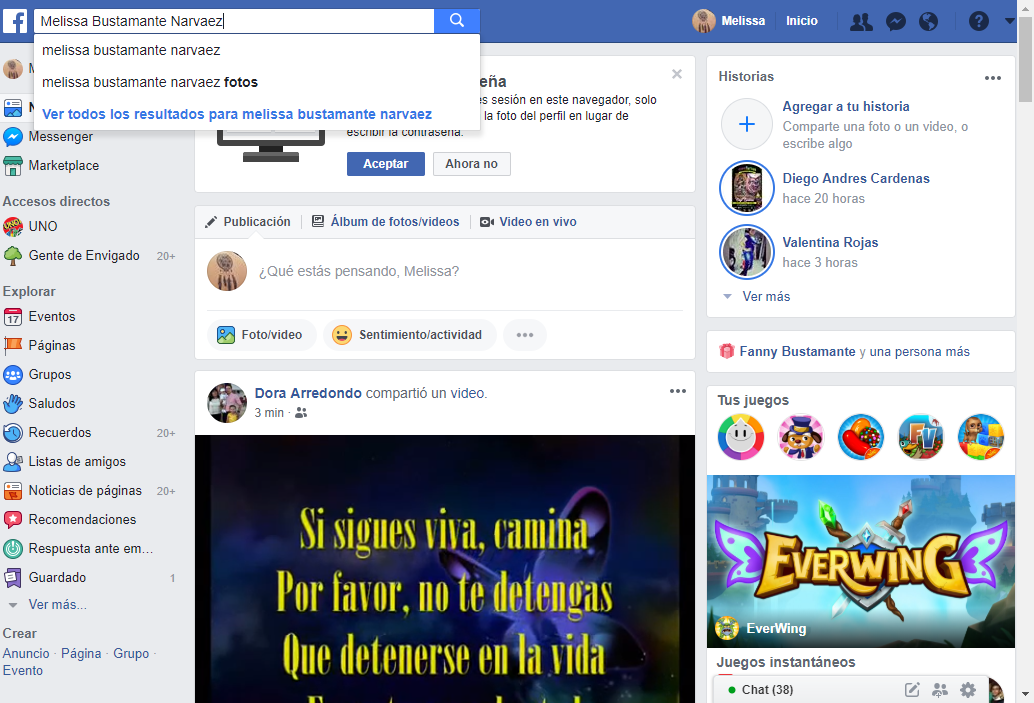 Melissa Bustamante Narvaez
Melissa
Inicio
melissa bustamante narvaez
melissa bustamante narvaez fotos
Ver todos los resultados para melissa bustamante narvaez
Messenger
Marketplace
Accesos directos
UNO
Gente de Envigado 20+
Explorar
17
Eventos
Páginas
Grupos
Saludos
Recuerdos 20+
Listas de amigos
Noticias de páginas 20+
Recomendaciones
Respuesta ante em...
Guardado 1
Ver más...
Crear
Anuncio · Página · Grupo ·
Evento
sesión en este navegador, solo
la foto del perfil en lugar de
escribir la contraseña.
Aceptar
Ahora no
Publicación
Álbum de fotos/videos
Video en vivo
¿Qué estás pensando, Melissa?
Foto/video
Sentimiento/actividad
Dora Arredondo compartió un video.
3 min ·
Si sigues viva, camina
Por favor, no te detengas
Que detenerse en la vida
Historias
Agregar a tu historia
Comparte una foto o un video, o
escribe algo
Diego Andres Cardenas
hace 20 horas
Valentina Rojas
hace 3 horas
Ver más
Fanny Bustamante y una persona más
Tus juegos
FV
EVERWING
EverWing
Juegos instantáneos
Chat (38)